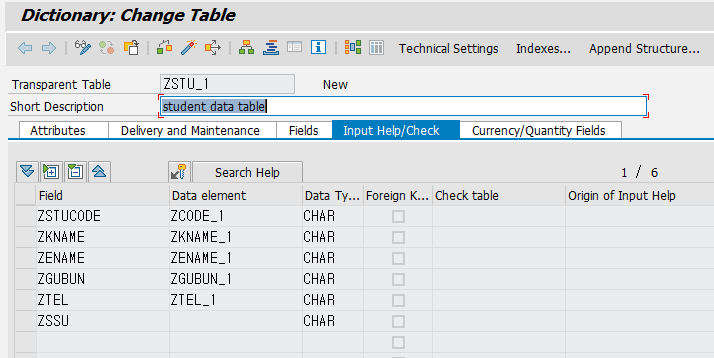 Dictionary: Change Table
Technical Settings Indexes... Append Structure...
Transparent Table ZSTU_1 New
Short Description student data table
Attributes Delivery and Maintenance Fields Input Help/Check Currency/Quantity Fields
Search Help 1 / 6
Field Data element Data Ty... Foreign K... Check table Origin of Input Help
ZSTUCODE ZCODE_1 CHAR
ZKNAME ZKNAME_1 CHAR
ZENAME ZENAME_1 CHAR
ZGUBUN ZGUBUN_1 CHAR
ZTEL ZTEL_1 CHAR
ZSSU CHAR